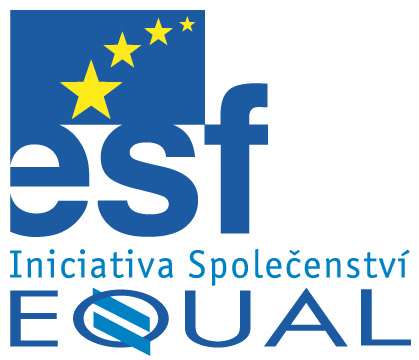 esf
Iniciativa Společenství
EQUAL